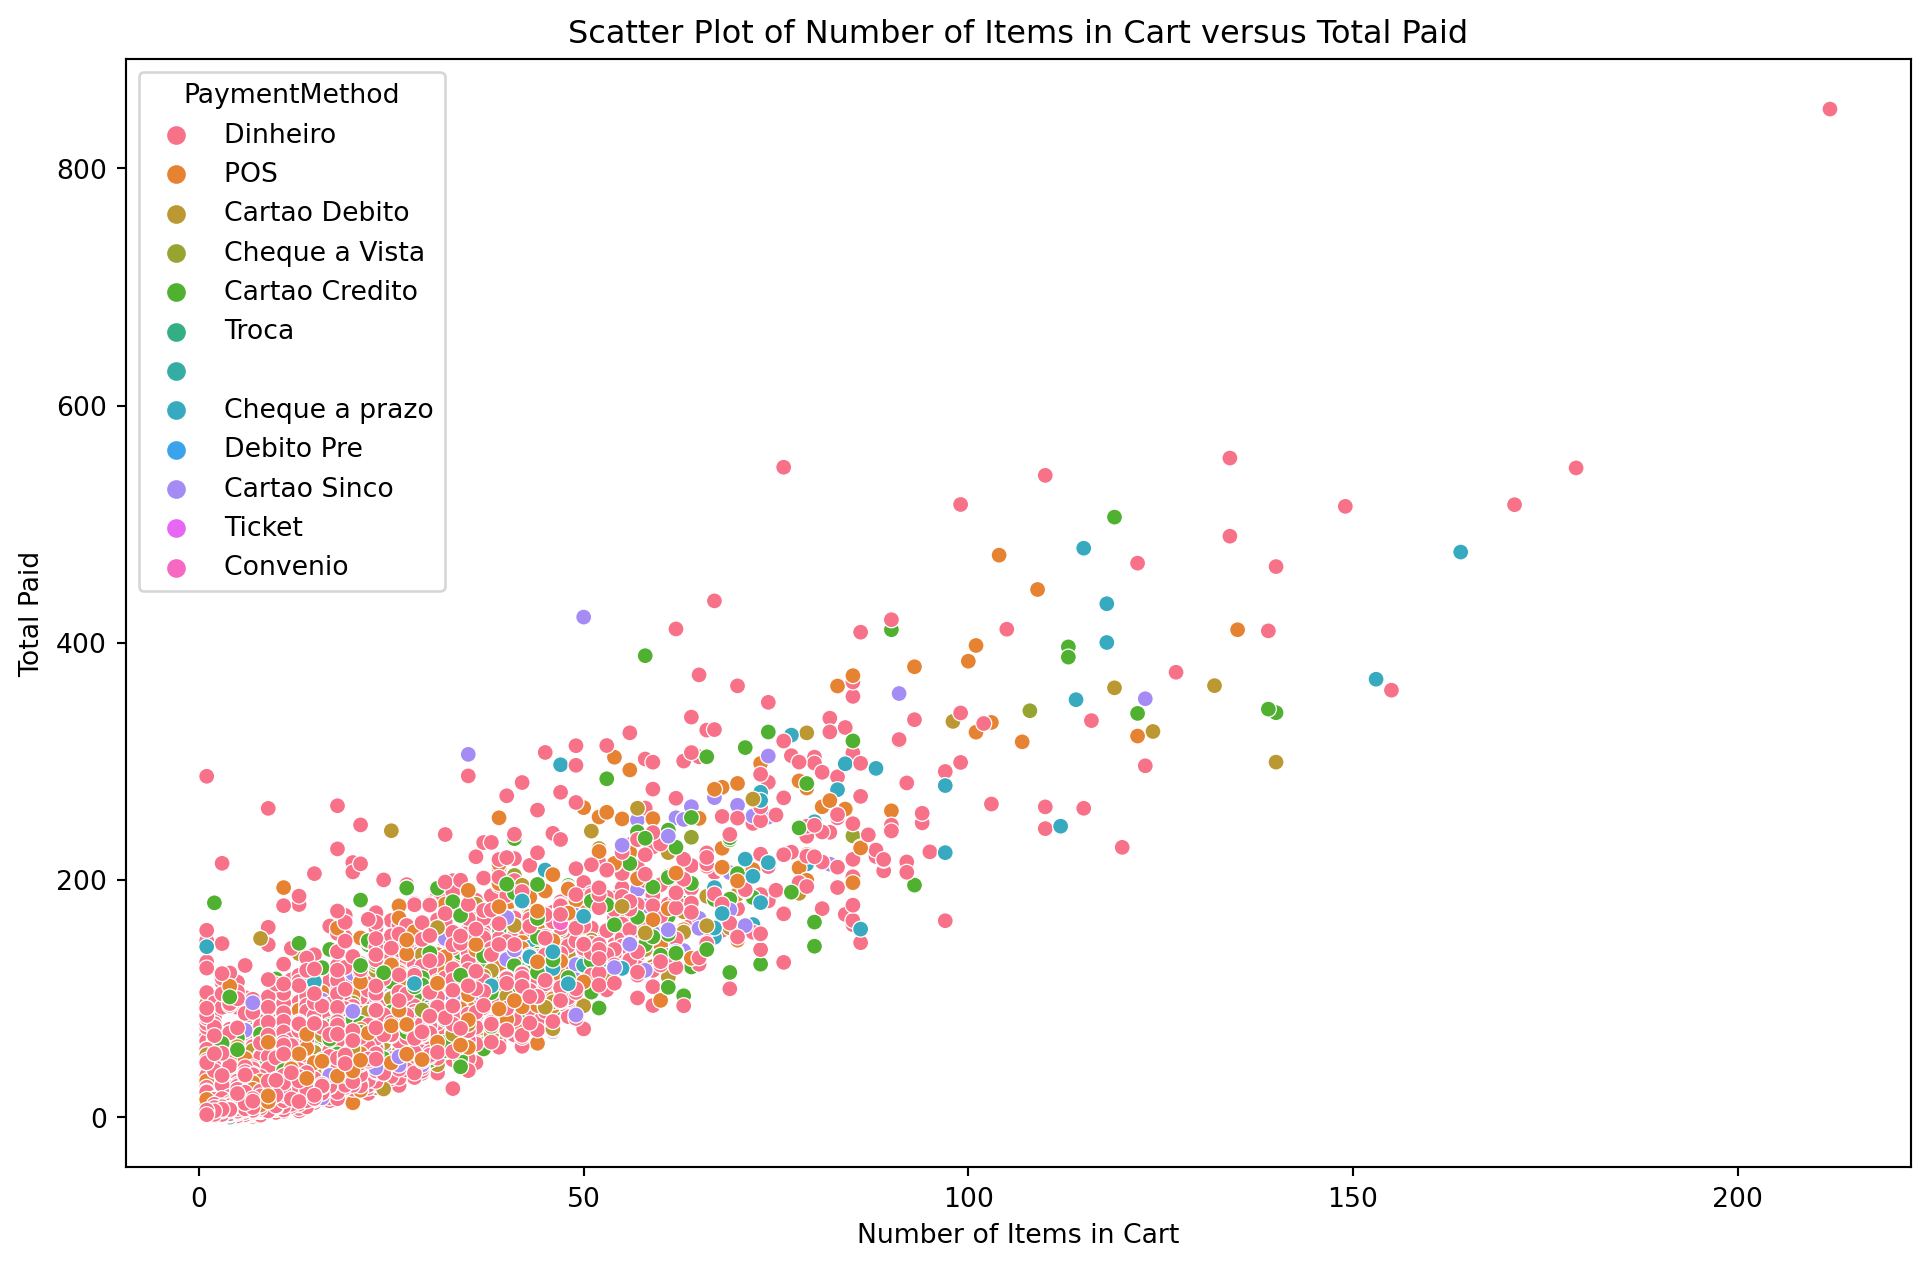 Scatter Plot of Number of Items in Cart versus Total Paid
PaymentMethod
Dinheiro
POS
Cartao Debito
Cheque a Vista
Cartao Credito
Troca
Cheque a prazo
Debito Pre
Cartao Sinco
Ticket
Convenio
Total Paid
800
600
400
200
0
0 50 100 150 200
Number of Items in Cart